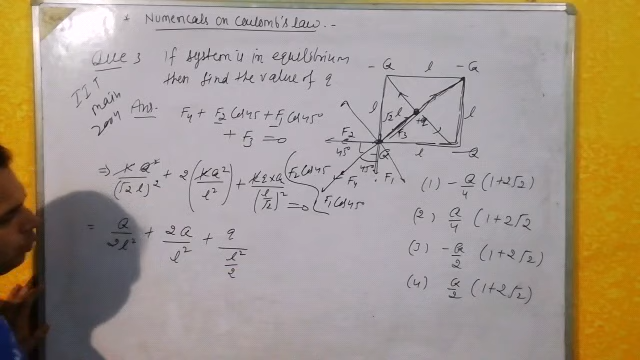 * Numericals on Coulomb's law :-
Que 3 If system is in equilibrium
then find the value of q
IIT
main
2004
Ans:- F4 + F2 Cos45 + F1 Cos45°
+ F3 = 0
⇒ KQ²/(√2 l)² + 2(KQ²/l²) + Kq×Q/(l/√2)² = 0
F2 Cos45
F1 Cos45
= Q/2l² + 2Q/l² + q/(l²/2)
-Q l -Q
l √2 l +q l
F2 F3
45° Q l -Q
45°
F4 F1
(1) -Q/4 (1+2√2)
(2) Q/4 (1+2√2
(3) -Q/2 (1+2√2)
(4) Q/2 (1+2√2)